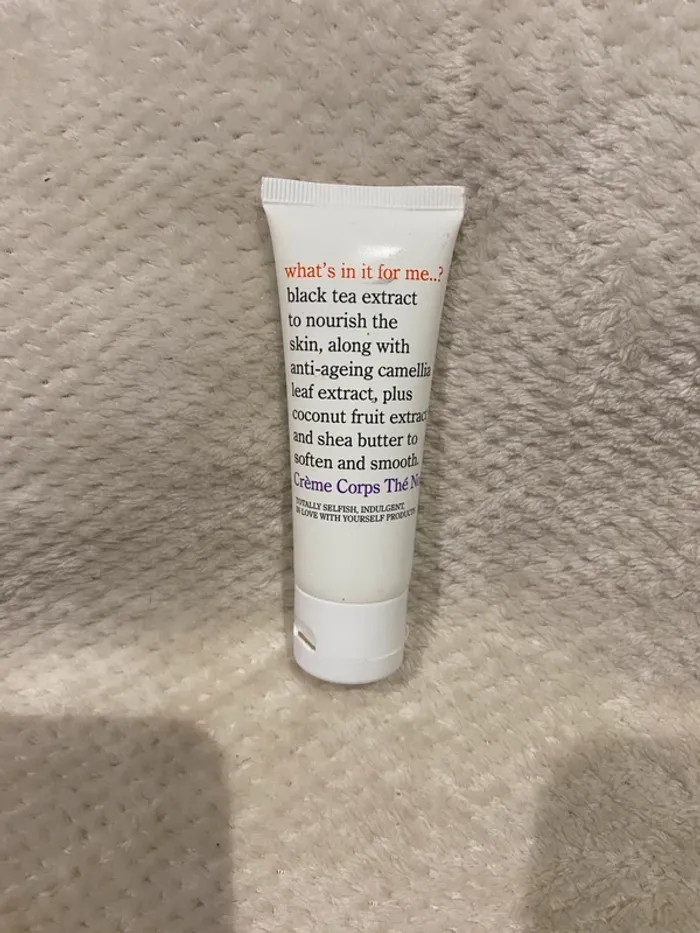 what's in it for me..?
black tea extract
to nourish the
skin, along with
anti-ageing camellia
leaf extract, plus
coconut fruit extract
and shea butter to
soften and smooth.
Crème Corps Thé
TOTALLY SELFISH, INDULGENT,
IN LOVE WITH YOURSELF PRODUCTS